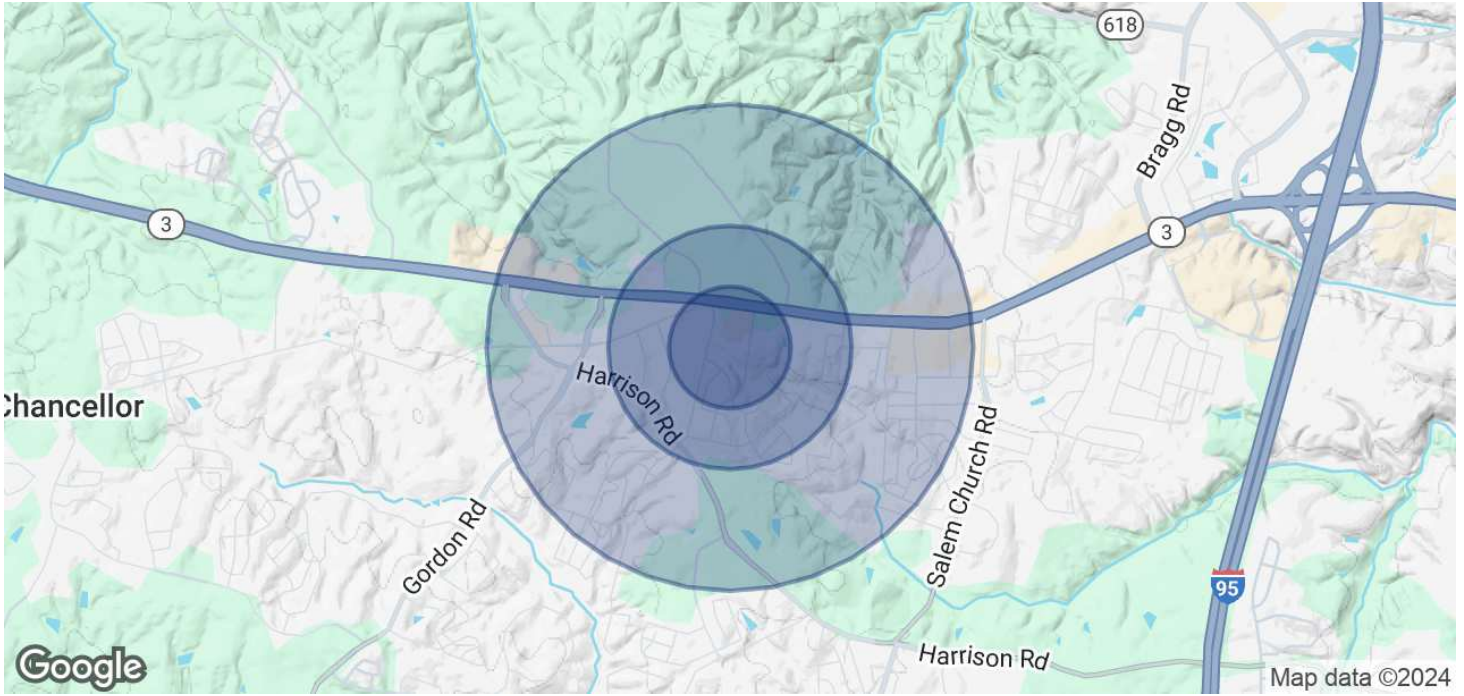 618
Bragg Rd
3
3
Harrison Rd
Chancellor
Salem Church Rd
Gordon Rd
95
Harrison Rd
Google
Map data ©2024